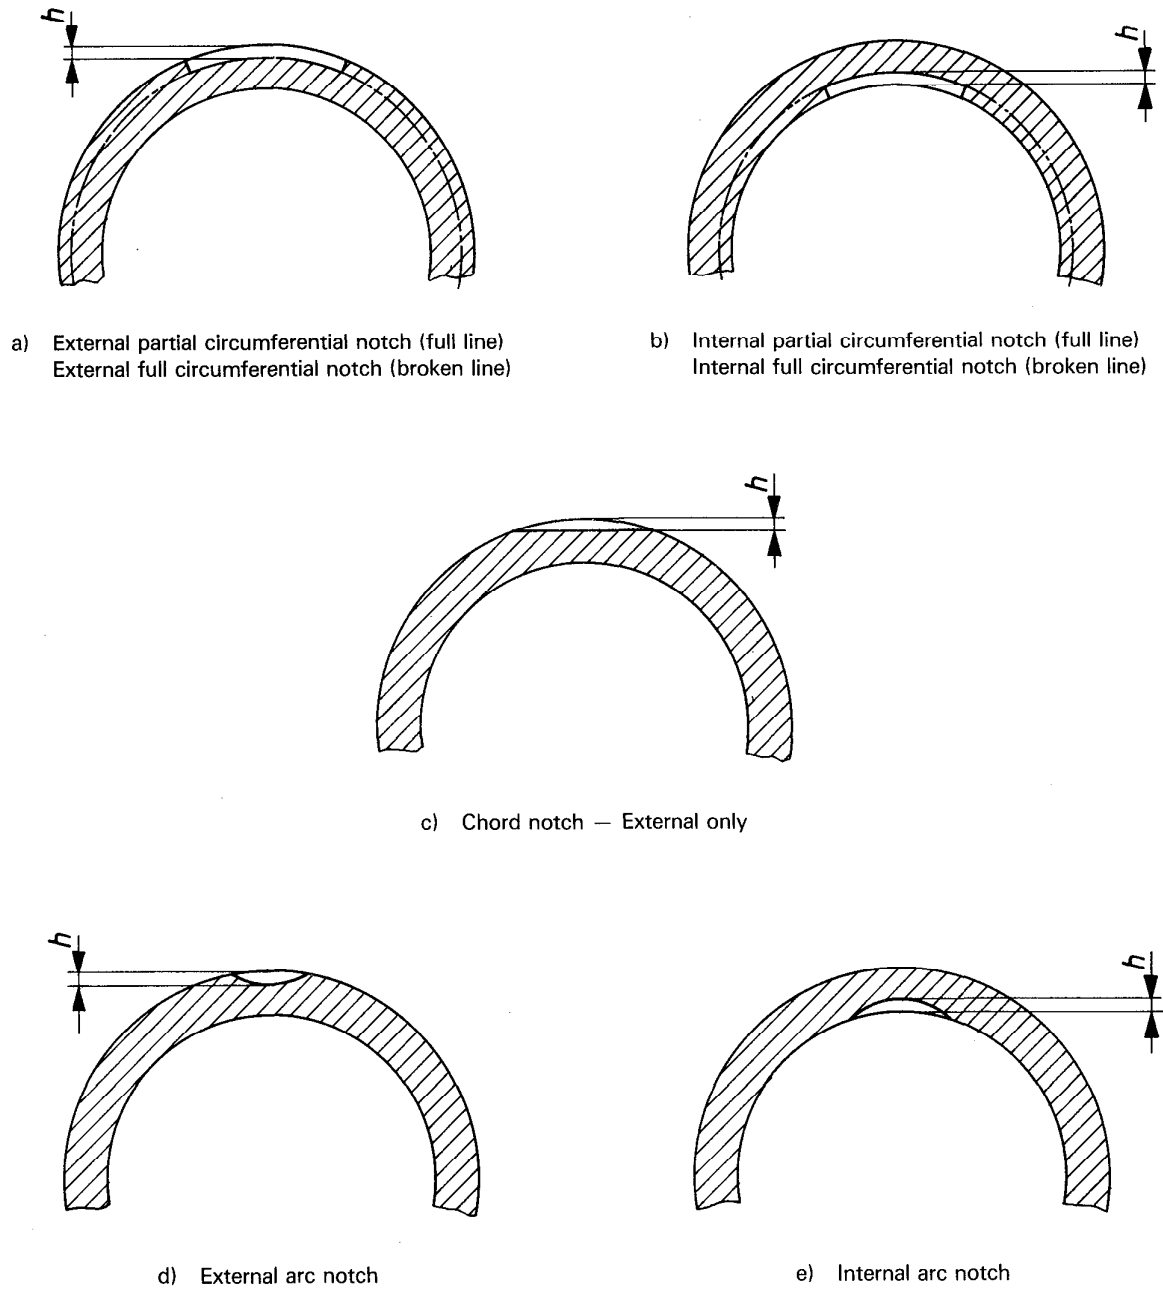 h
h
a) External partial circumferential notch (full line)
External full circumferential notch (broken line)
b) Internal partial circumferential notch (full line)
Internal full circumferential notch (broken line)
h
c) Chord notch — External only
h
h
d) External arc notch
e) Internal arc notch